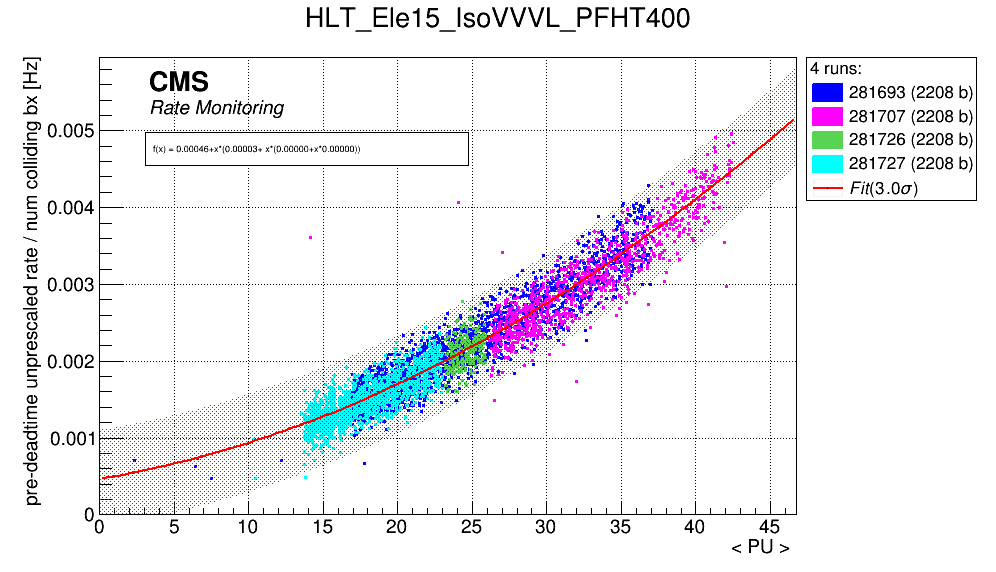 HLT_Ele15_IsoVVVL_PFHT400
pre-deadtime unprescaled rate / num colliding bx [Hz]
CMS
Rate Monitoring
f(x) = 0.00046+x*(0.00003+ x*(0.00000+x*0.00000))
0.005
0.004
0.003
0.002
0.001
0
0 5 10 15 20 25 30 35 40 45
< PU >
4 runs:
281693 (2208 b)
281707 (2208 b)
281726 (2208 b)
281727 (2208 b)
Fit(3.0σ)